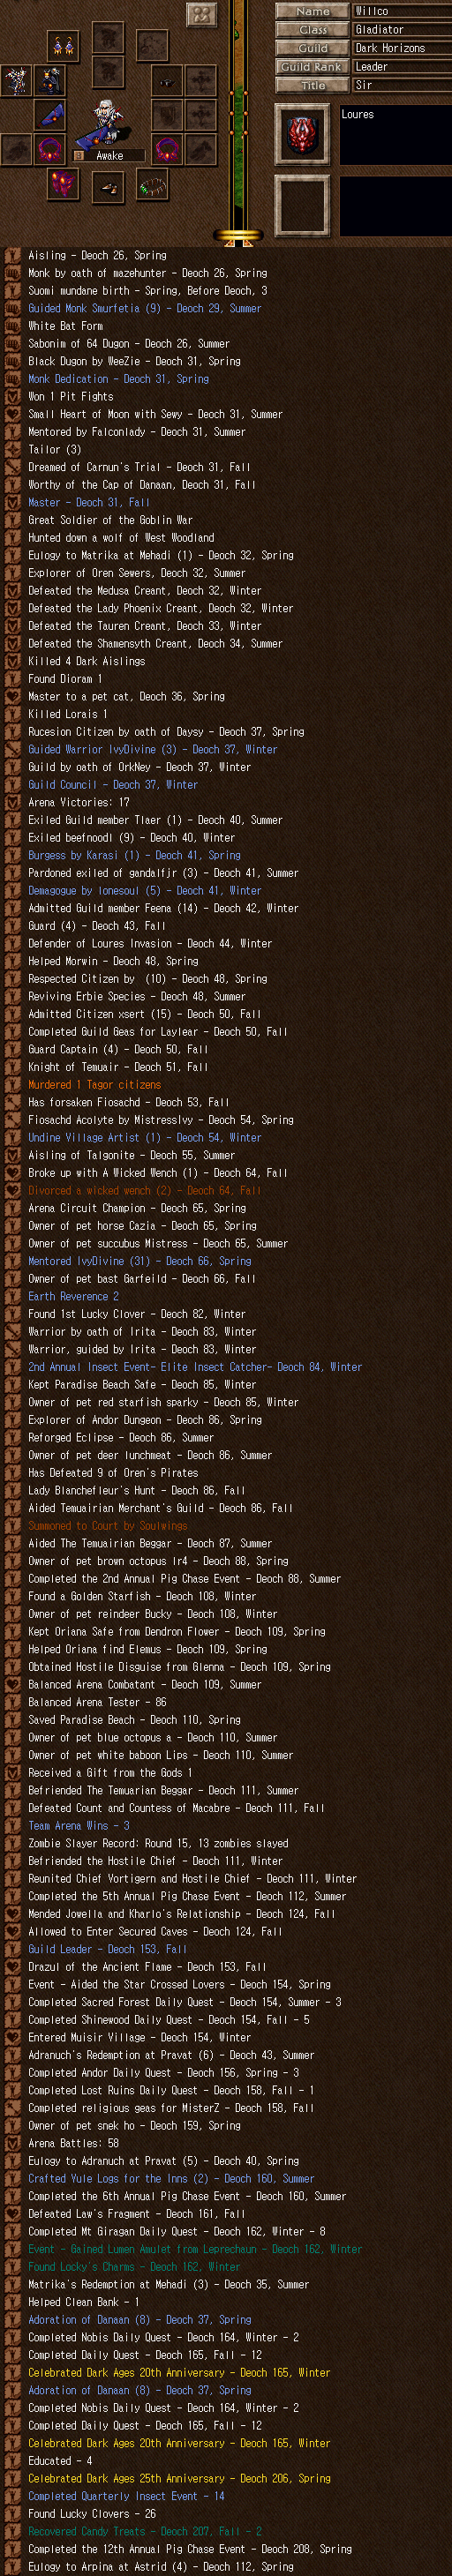 Name
Willco
Class
Gladiator
Guild
Dark Horizons
Guild Rank
Leader
Title
Sir
Loures
Awake
Aisling - Deoch 26, Spring
Monk by oath of mazehunter - Deoch 26, Spring
Suomi mundane birth - Spring, Before Deoch, 3
Guided Monk Smurfetia (9) - Deoch 29, Summer
White Bat Form
Sabonim of 64 Dugon - Deoch 26, Summer
Black Dugon by WeeZie - Deoch 31, Spring
Monk Dedication - Deoch 31, Spring
Won 1 Pit Fights
Small Heart of Moon with Sewy - Deoch 31, Summer
Mentored by Falconlady - Deoch 31, Summer
Tailor (3)
Dreamed of Carnun's Trial - Deoch 31, Fall
Worthy of the Cap of Danaan, Deoch 31, Fall
Master - Deoch 31, Fall
Great Soldier of the Goblin War
Hunted down a wolf of West Woodland
Eulogy to Matrika at Mehadi (1) - Deoch 32, Spring
Explorer of Oren Sewers, Deoch 32, Summer
Defeated the Medusa Creant, Deoch 32, Winter
Defeated the Lady Phoenix Creant, Deoch 32, Winter
Defeated the Tauren Creant, Deoch 33, Winter
Defeated the Shamensyth Creant, Deoch 34, Summer
Killed 4 Dark Aislings
Found Dioram 1
Master to a pet cat, Deoch 36, Spring
Killed Lorais 1
Rucesion Citizen by oath of Daysy - Deoch 37, Spring
Guided Warrior IvyDivine (3) - Deoch 37, Winter
Guild by oath of OrkNey - Deoch 37, Winter
Guild Council - Deoch 37, Winter
Arena Victories: 17
Exiled Guild member Tlaer (1) - Deoch 40, Summer
Exiled beefnoodl (9) - Deoch 40, Winter
Burgess by Karasi (1) - Deoch 41, Spring
Pardoned exiled of gandalfjr (3) - Deoch 41, Summer
Demagogue by lonesoul (5) - Deoch 41, Winter
Admitted Guild member Feena (14) - Deoch 42, Winter
Guard (4) - Deoch 43, Fall
Defender of Loures Invasion - Deoch 44, Winter
Helped Morwin - Deoch 48, Spring
Respected Citizen by  (10) - Deoch 48, Spring
Reviving Erbie Species - Deoch 48, Summer
Admitted Citizen xsert (15) - Deoch 50, Fall
Completed Guild Geas for Laylear - Deoch 50, Fall
Guard Captain (4) - Deoch 50, Fall
Knight of Temuair - Deoch 51, Fall
Murdered 1 Tagor citizens
Has forsaken Fiosachd - Deoch 53, Fall
Fiosachd Acolyte by MistressIvy - Deoch 54, Spring
Undine Village Artist (1) - Deoch 54, Winter
Aisling of Talgonite - Deoch 55, Summer
Broke up with A Wicked Wench (1) - Deoch 64, Fall
Divorced a wicked wench (2) - Deoch 64, Fall
Arena Circuit Champion - Deoch 65, Spring
Owner of pet horse Cazia - Deoch 65, Spring
Owner of pet succubus Mistress - Deoch 65, Summer
Mentored IvyDivine (31) - Deoch 66, Spring
Owner of pet bast Garfeild - Deoch 66, Fall
Earth Reverence 2
Found 1st Lucky Clover - Deoch 82, Winter
Warrior by oath of Irita - Deoch 83, Winter
Warrior, guided by Irita - Deoch 83, Winter
2nd Annual Insect Event- Elite Insect Catcher- Deoch 84, Winter
Kept Paradise Beach Safe - Deoch 85, Winter
Owner of pet red starfish sparky - Deoch 85, Winter
Explorer of Andor Dungeon - Deoch 86, Spring
Reforged Eclipse - Deoch 86, Summer
Owner of pet deer lunchmeat - Deoch 86, Summer
Has Defeated 9 of Oren's Pirates
Lady Blanchefleur's Hunt - Deoch 86, Fall
Aided Temuairian Merchant's Guild - Deoch 86, Fall
Summoned to Court by Soulwings
Aided The Temuairian Beggar - Deoch 87, Summer
Owner of pet brown octopus lr4 - Deoch 88, Spring
Completed the 2nd Annual Pig Chase Event - Deoch 88, Summer
Found a Golden Starfish - Deoch 108, Winter
Owner of pet reindeer Bucky - Deoch 108, Winter
Kept Oriana Safe from Dendron Flower - Deoch 109, Spring
Helped Oriana find Elemus - Deoch 109, Spring
Obtained Hostile Disguise from Glenna - Deoch 109, Spring
Balanced Arena Combatant - Deoch 109, Summer
Balanced Arena Tester - 86
Saved Paradise Beach - Deoch 110, Spring
Owner of pet blue octopus a - Deoch 110, Summer
Owner of pet white baboon Lips - Deoch 110, Summer
Received a Gift from the Gods 1
Befriended The Temuarian Beggar - Deoch 111, Summer
Defeated Count and Countess of Macabre - Deoch 111, Fall
Team Arena Wins - 3
Zombie Slayer Record: Round 15, 13 zombies slayed
Befriended the Hostile Chief - Deoch 111, Winter
Reunited Chief Vortigern and Hostile Chief - Deoch 111, Winter
Completed the 5th Annual Pig Chase Event - Deoch 112, Summer
Mended Jowella and Kharlo's Relationship - Deoch 124, Fall
Allowed to Enter Secured Caves - Deoch 124, Fall
Guild Leader - Deoch 153, Fall
Drazul of the Ancient Flame - Deoch 153, Fall
Event - Aided the Star Crossed Lovers - Deoch 154, Spring
Completed Sacred Forest Daily Quest - Deoch 154, Summer - 3
Completed Shinewood Daily Quest - Deoch 154, Fall - 5
Entered Muisir Village - Deoch 154, Winter
Adranuch's Redemption at Pravat (6) - Deoch 43, Summer
Completed Andor Daily Quest - Deoch 156, Spring - 3
Completed Lost Ruins Daily Quest - Deoch 158, Fall - 1
Completed religious geas for MisterZ - Deoch 158, Fall
Owner of pet snek ho - Deoch 159, Spring
Arena Battles: 58
Eulogy to Adranuch at Pravat (5) - Deoch 40, Spring
Crafted Yule Logs for the Inns (2) - Deoch 160, Summer
Completed the 6th Annual Pig Chase Event - Deoch 160, Summer
Defeated Law's Fragment - Deoch 161, Fall
Completed Mt Giragan Daily Quest - Deoch 162, Winter - 8
Event - Gained Lumen Amulet from Leprechaun - Deoch 162, Winter
Found Locky's Charms - Deoch 162, Winter
Matrika's Redemption at Mehadi (3) - Deoch 35, Summer
Helped Clean Bank - 1
Adoration of Danaan (8) - Deoch 37, Spring
Completed Nobis Daily Quest - Deoch 164, Winter - 2
Completed Daily Quest - Deoch 165, Fall - 12
Celebrated Dark Ages 20th Anniversary - Deoch 165, Winter
Adoration of Danaan (8) - Deoch 37, Spring
Completed Nobis Daily Quest - Deoch 164, Winter - 2
Completed Daily Quest - Deoch 165, Fall - 12
Celebrated Dark Ages 20th Anniversary - Deoch 165, Winter
Educated - 4
Celebrated Dark Ages 25th Anniversary - Deoch 206, Spring
Completed Quarterly Insect Event - 14
Found Lucky Clovers - 26
Recovered Candy Treats - Deoch 207, Fall - 2
Completed the 12th Annual Pig Chase Event - Deoch 208, Spring
Eulogy to Arpina at Astrid (4) - Deoch 112, Spring